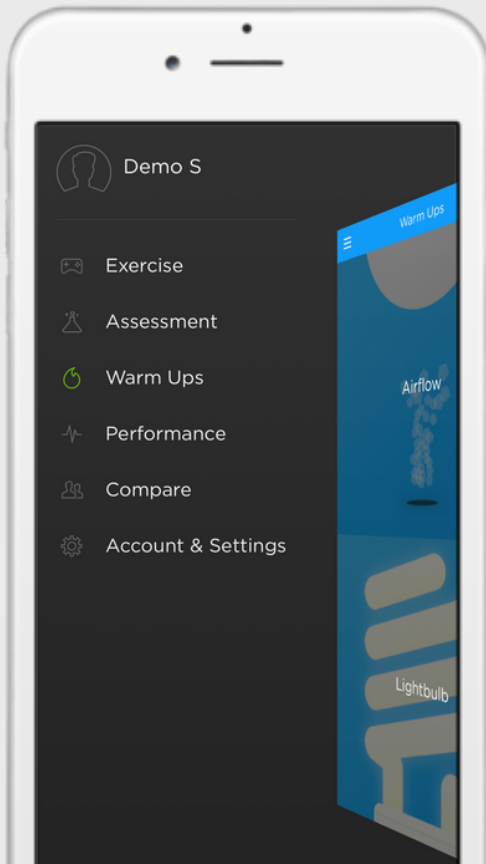 Demo S
Exercise
Assessment
Warm Ups
Performance
Compare
Account & Settings
Warm Ups
Airflow
Lightbulb